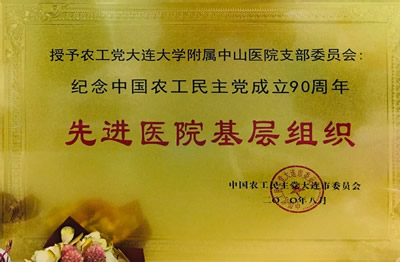 授予农工党大连大学附属中山医院支部委员会：
纪念中国农工民主党成立90周年
先进医院基层组织
中国农工民主党大连市委员会
二〇一〇年八月